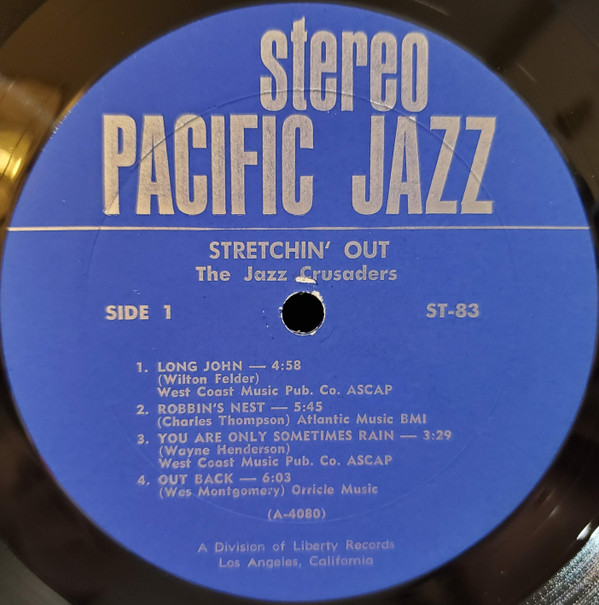 stereo
PACIFIC JAZZ
STRETCHIN' OUT
The Jazz Crusaders
SIDE 1 ST-83
1. LONG JOHN — 4:58
(Wilton Felder)
West Coast Music Pub. Co. ASCAP
2. ROBBIN'S NEST — 5:45
(Charles Thompson) Atlantic Music BMI
3. YOU ARE ONLY SOMETIMES RAIN — 3:29
(Wayne Henderson)
West Coast Music Pub. Co. ASCAP
4. OUT BACK — 6:03
(Wes Montgomery) Orricle Music
(A-4080)
A Division of Liberty Records
Los Angeles, California